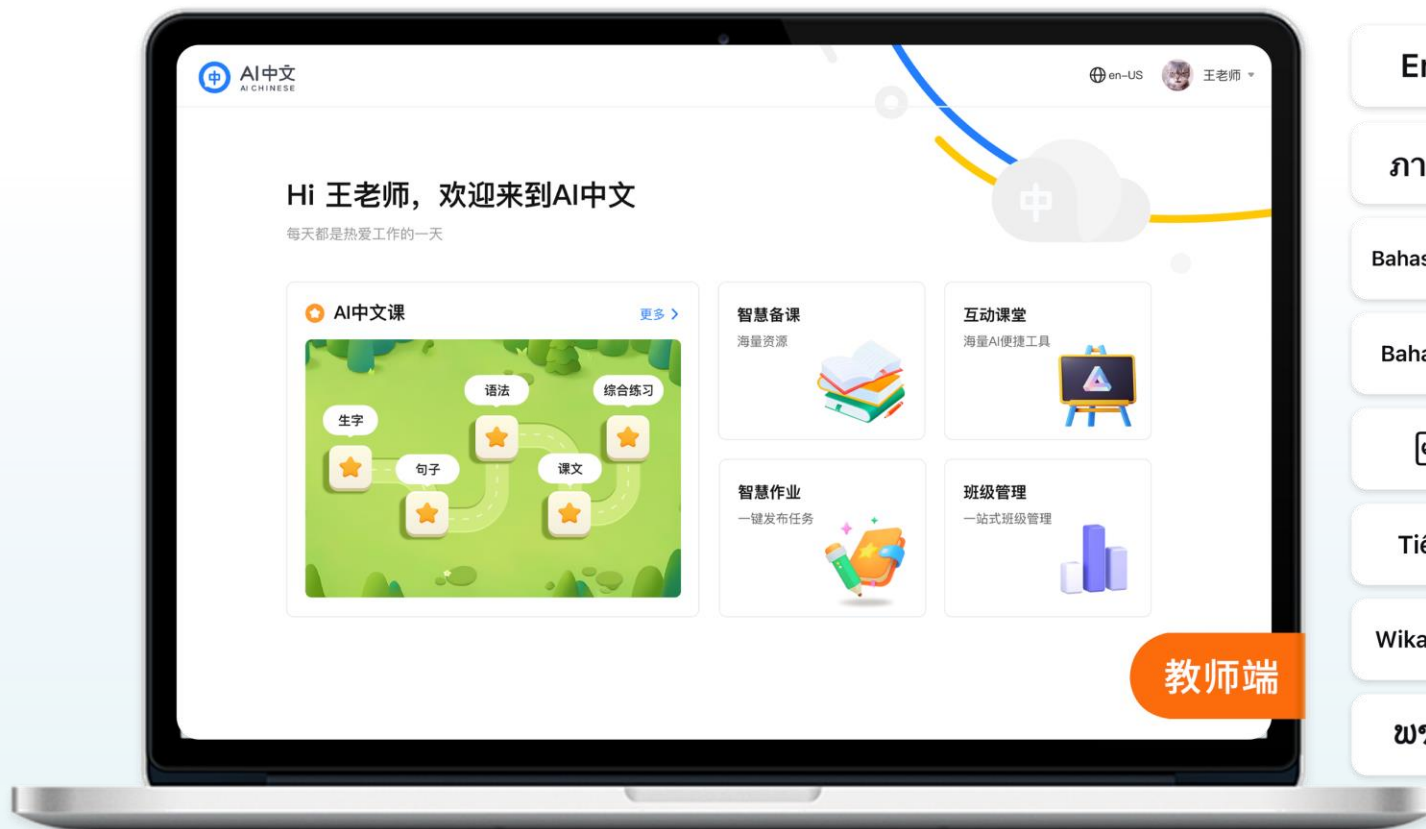 AI中文
AI CHINESE
en-US
王老师
Hi 王老师，欢迎来到AI中文
每天都是热爱工作的一天
AI中文课
更多
生字
句子
语法
课文
综合练习
智慧备课
海量资源
互动课堂
海量AI便捷工具
智慧作业
一键发布任务
班级管理
一站式班级管理
教师端